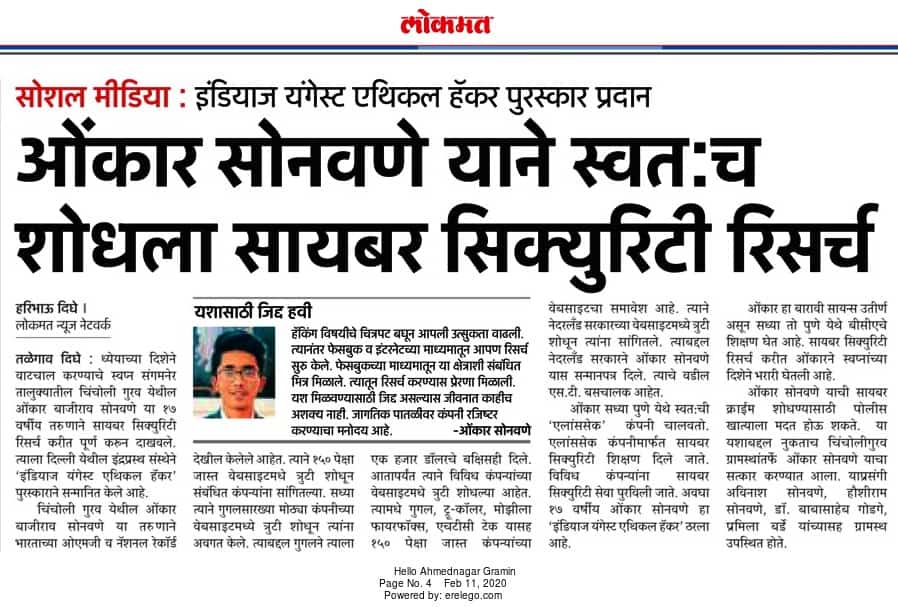 लोकमत
सोशल मीडिया : इंडियाज यंगेस्ट एथिकल हॅकर पुरस्कार प्रदान
ओंकार सोनवणे याने स्वत:च
शोधला सायबर सिक्युरिटी रिसर्च
हरिभाऊ दिघे ।
लोकमत न्यूज नेटवर्क
तळेगाव दिघे : ध्येयाच्या दिशेने
वाटचाल करण्याचे स्वप्न संगमनेर
तालुक्यातील चिंचोली गुरव येथील
ओंकार बाजीराव सोनवणे या १७
वर्षीय तरुणाने सायबर सिक्युरिटी
रिसर्च करीत पूर्ण करुन दाखवले.
त्याला दिल्ली येथील इंद्रप्रस्थ संस्थेने
'इंडियाज यंगेस्ट एथिकल हॅकर'
पुरस्काराने सन्मानित केले आहे.
चिंचोली गुरव येथील ओंकार
बाजीराव सोनवणे या तरुणाने
भारताच्या ओएमजी व नॅशनल रेकॉर्ड
यशासाठी जिद्द हवी
हॅकिंग विषयीचे चित्रपट बघून आपली उत्सुकता वाढली.
त्यानंतर फेसबुक व इंटरनेटच्या माध्यमातून आपण रिसर्च
सुरु केले. फेसबुकच्या माध्यमातून या क्षेत्राशी संबंधित
मित्र मिळाले. त्यातून रिसर्च करण्यास प्रेरणा मिळाली.
यश मिळवण्यासाठी जिद्द असल्यास जीवनात काहीच
अशक्य नाही. जागतिक पातळीवर कंपनी रजिष्टर
करण्याचा मनोदय आहे. -ओंकार सोनवणे
देखील केलेले आहेत. त्याने १५० पेक्षा
जास्त वेबसाइटमधे त्रुटी शोधून
संबंधित कंपन्यांना सांगितल्या. सध्या
त्याने गुगलसारख्या मोठ्या कंपनीच्या
वेबसाइटमध्ये त्रुटी शोधून त्यांना
अवगत केले. त्याबद्दल गुगलने त्याला
एक हजार डॉलरचे बक्षिसही दिले.
आतापर्यंत त्याने विविध कंपन्यांच्या
वेबसाइटमधे त्रुटी शोधल्या आहेत.
त्यामधे गुगल, ट्रू-कॉलर, मोझीला
फायरफॉक्स, एचटीसी टेक यासह
१५० पेक्षा जास्त कंपन्यांच्या
वेबसाइटचा समावेश आहे. त्याने
नेदरलँड सरकारच्या वेबसाइटमध्ये त्रुटी
शोधून त्यांना सांगितले. त्याबद्दल
नेदरलँड सरकारने ओंकार सोनवणे
यास सन्मानपत्र दिले. त्याचे वडील
एस.टी. बसचालक आहेत.
ओंकार सध्या पुणे येथे स्वत:ची
'एलांससेक' कंपनी चालवतो.
एलांससेक कंपनीमार्फत सायबर
सिक्युरिटी शिक्षण दिले जाते.
विविध कंपन्यांना सायबर
सिक्युरिटी सेवा पुरविली जाते. अवघा
१७ वर्षीय ओंकार सोनवणे हा
'इंडियाज यंगेस्ट एथिकल हॅकर' ठरला
आहे.
ओंकार हा बारावी सायन्स उतीर्ण
असून सध्या तो पुणे येथे बीसीएचे
शिक्षण घेत आहे. सायबर सिक्युरिटी
रिसर्च करीत ओंकारने स्वप्नांच्या
दिशेने भरारी घेतली आहे.
ओंकार सोनवणे याची सायबर
क्राईम शोधण्यासाठी पोलीस
खात्याला मदत होऊ शकते. या
यशाबद्दल नुकताच चिंचोलीगुरव
ग्रामस्थांतर्फे ओंकार सोनवणे याचा
सत्कार करण्यात आला. याप्रसंगी
अविनाश सोनवणे, हौशीराम
सोनवणे, डॉ. बाबासाहेब गोडगे,
प्रमिला बर्डे यांच्यासह ग्रामस्थ
उपस्थित होते.
Hello Ahmednagar Gramin
Page No. 4 Feb 11, 2020
Powered by: erelego.com